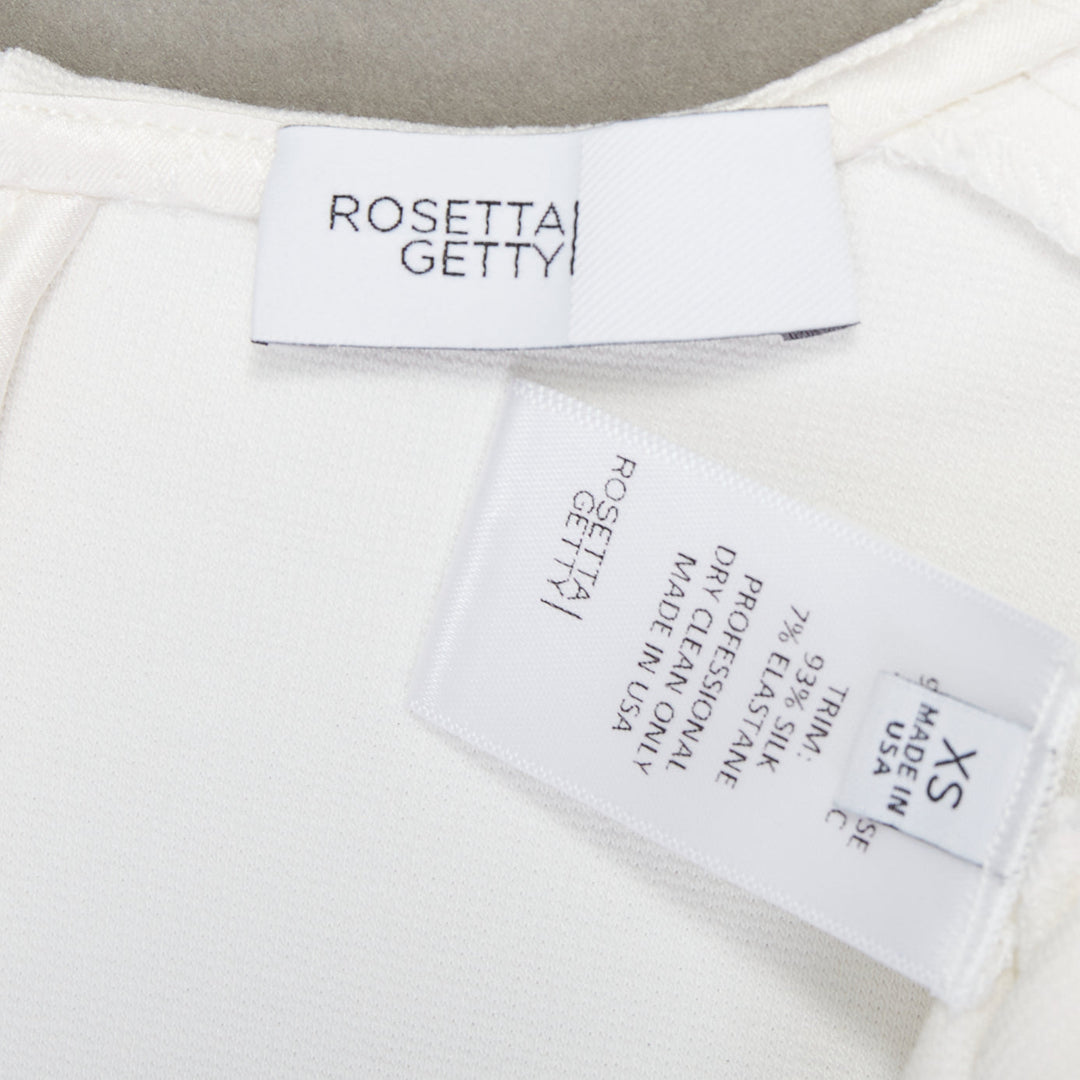 ROSETTA
GETTY
XS
MADE IN
USA
TRIM:
93% SILK
7% ELASTANE
PROFESSIONAL
DRY CLEAN ONLY
MADE IN USA
ROSETTA
GETTY